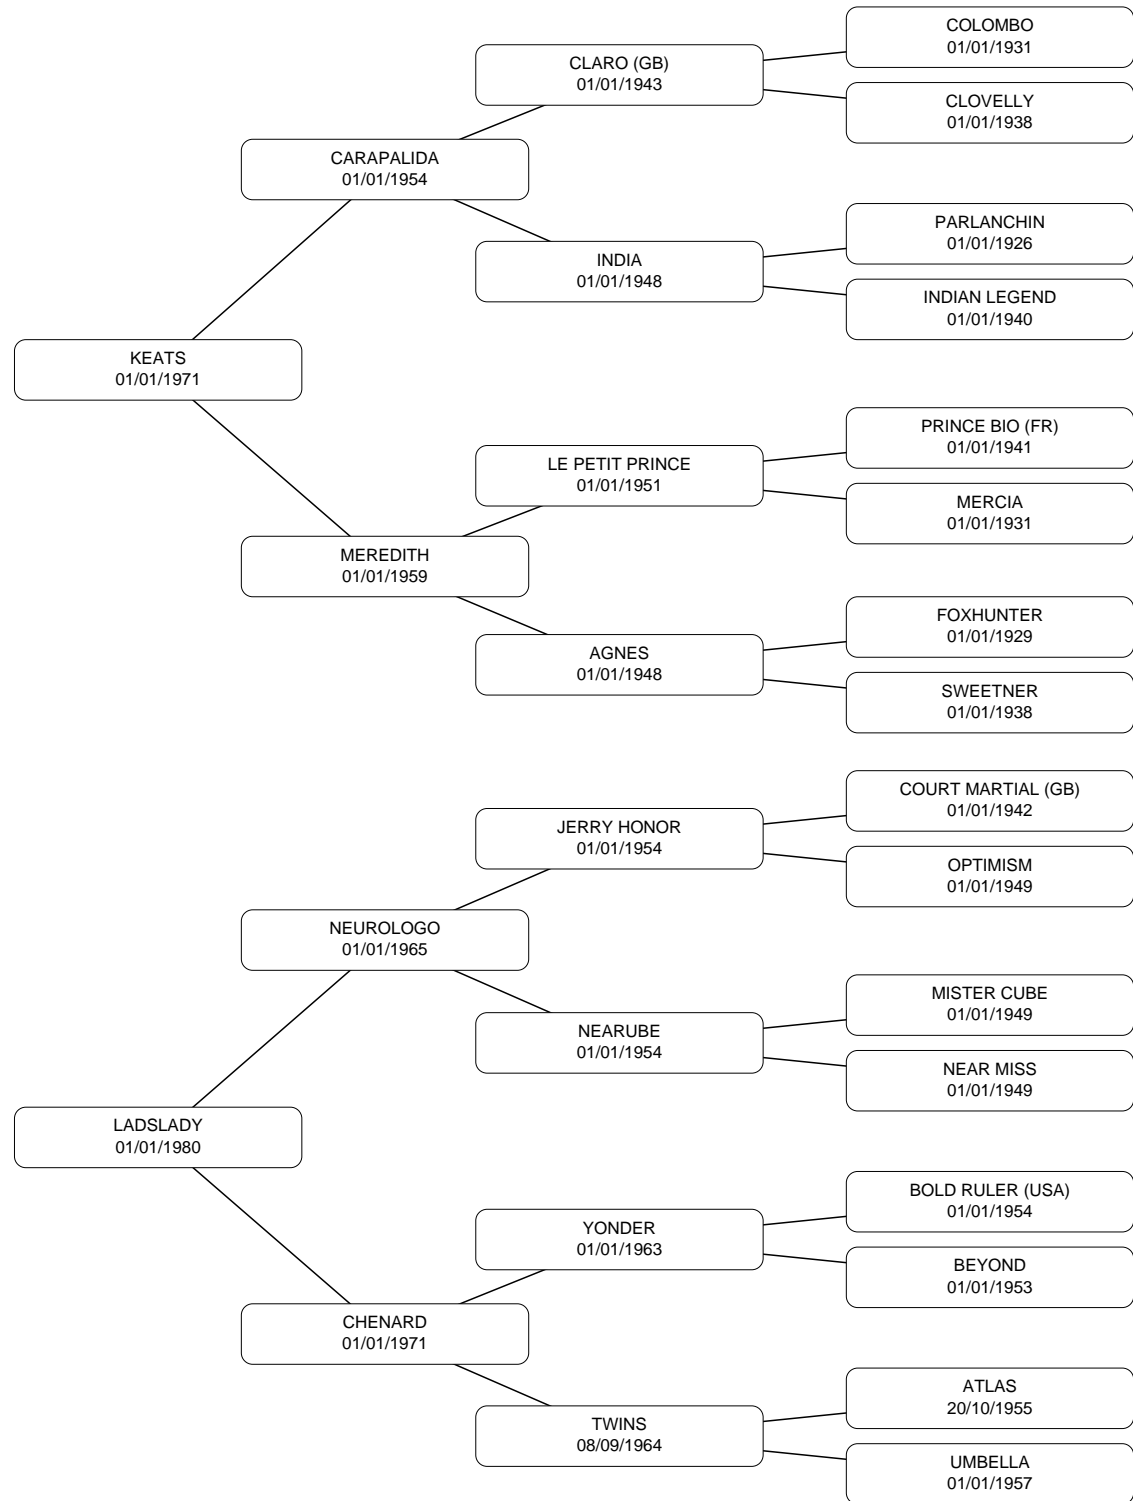 COLOMBO
01/01/1931
CLARO (GB)
01/01/1943
CLOVELLY
01/01/1938
CARAPALIDA
01/01/1954
PARLANCHIN
01/01/1926
INDIA
01/01/1948
INDIAN LEGEND
01/01/1940
KEATS
01/01/1971
PRINCE BIO (FR)
01/01/1941
LE PETIT PRINCE
01/01/1951
MERCIA
01/01/1931
MEREDITH
01/01/1959
FOXHUNTER
01/01/1929
AGNES
01/01/1948
SWEETNER
01/01/1938
COURT MARTIAL (GB)
01/01/1942
JERRY HONOR
01/01/1954
OPTIMISM
01/01/1949
NEUROLOGO
01/01/1965
MISTER CUBE
01/01/1949
NEARUBE
01/01/1954
NEAR MISS
01/01/1949
LADSLADY
01/01/1980
BOLD RULER (USA)
01/01/1954
YONDER
01/01/1963
BEYOND
01/01/1953
CHENARD
01/01/1971
ATLAS
20/10/1955
TWINS
08/09/1964
UMBELLA
01/01/1957